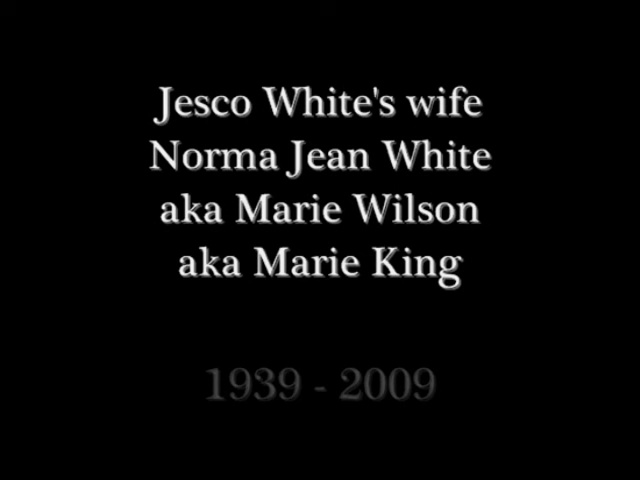 Jesco White's wife
Norma Jean White
aka Marie Wilson
aka Marie King
1939 - 2009